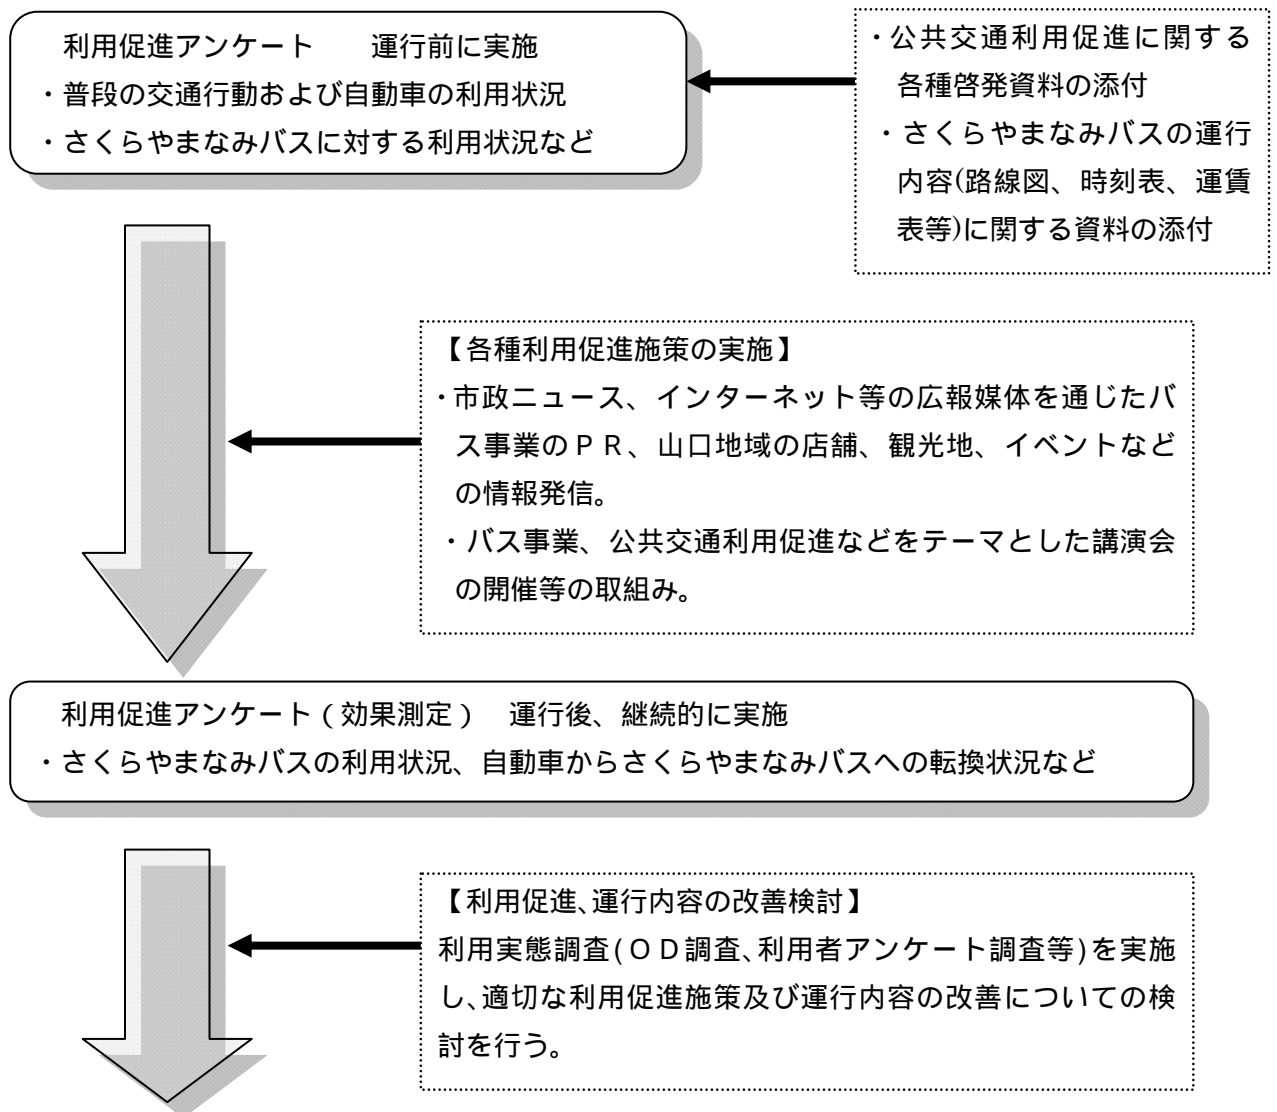 利用促進アンケート　　運行前に実施
・普段の交通行動および自動車の利用状況
・さくらやまなみバスに対する利用状況など
・公共交通利用促進に関する
各種啓発資料の添付
・さくらやまなみバスの運行
内容(路線図、時刻表、運賃
表等)に関する資料の添付
【各種利用促進施策の実施】
・市政ニュース、インターネット等の広報媒体を通じたバ
ス事業のＰＲ、山口地域の店舗、観光地、イベントなど
の情報発信。
・バス事業、公共交通利用促進などをテーマとした講演会
の開催等の取組み。
利用促進アンケート（効果測定）　運行後、継続的に実施
・さくらやまなみバスの利用状況、自動車からさくらやまなみバスへの転換状況など
【利用促進､運行内容の改善検討】
利用実態調査(ＯＤ調査､利用者アンケート調査等)を実施
し､適切な利用促進施策及び運行内容の改善についての検
討を行う。